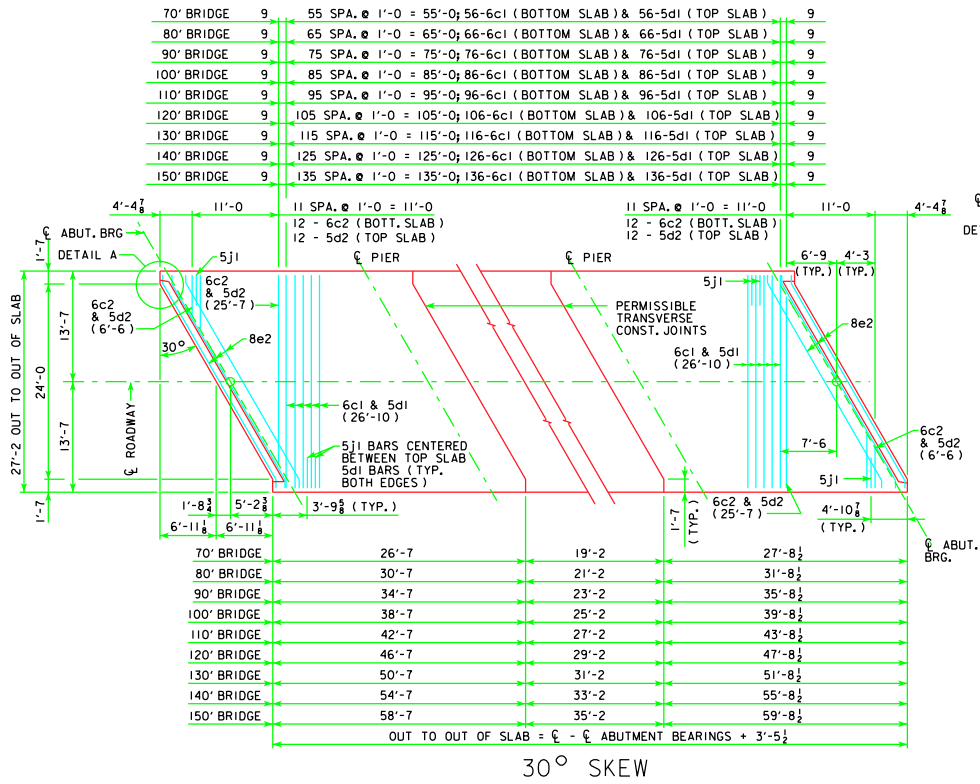 70' BRIDGE 9 55 SPA.@ 1'-0 = 55'-0; 56-6c1 (BOTTOM SLAB) & 56-5d1 (TOP SLAB) 9
80' BRIDGE 9 65 SPA.@ 1'-0 = 65'-0; 66-6c1 (BOTTOM SLAB) & 66-5d1 (TOP SLAB) 9
90' BRIDGE 9 75 SPA.@ 1'-0 = 75'-0; 76-6c1 (BOTTOM SLAB) & 76-5d1 (TOP SLAB) 9
100' BRIDGE 9 85 SPA.@ 1'-0 = 85'-0; 86-6c1 (BOTTOM SLAB) & 86-5d1 (TOP SLAB) 9
110' BRIDGE 9 95 SPA.@ 1'-0 = 95'-0; 96-6c1 (BOTTOM SLAB) & 96-5d1 (TOP SLAB) 9
120' BRIDGE 9 105 SPA.@ 1'-0 = 105'-0; 106-6c1 (BOTTOM SLAB) & 106-5d1 (TOP SLAB) 9
130' BRIDGE 9 115 SPA.@ 1'-0 = 115'-0; 116-6c1 (BOTTOM SLAB) & 116-5d1 (TOP SLAB) 9
140' BRIDGE 9 125 SPA.@ 1'-0 = 125'-0; 126-6c1 (BOTTOM SLAB) & 126-5d1 (TOP SLAB) 9
150' BRIDGE 9 135 SPA.@ 1'-0 = 135'-0; 136-6c1 (BOTTOM SLAB) & 136-5d1 (TOP SLAB) 9
4'-4 7/8 11'-0 11 SPA.@ 1'-0 = 11'-0
12 - 6c2 (BOTT. SLAB)
12 - 5d2 (TOP SLAB)
11 SPA.@ 1'-0 = 11'-0 11'-0 4'-4 7/8
12 - 6c2 (BOTT. SLAB)
12 - 5d2 (TOP SLAB)
℄
DE
℄ ABUT. BRG
DETAIL A
1'-7
℄ PIER
℄ PIER
6'-9
(TYP.)
4'-3
(TYP.)
5j1
6c2
& 5d2
(25'-7)
6c2
& 5d2
(6'-6)
8e2
30°
27'-2 OUT TO OUT OF SLAB
24'-0
13'-7
13'-7
1'-7
℄ ROADWAY
PERMISSIBLE
TRANSVERSE
CONST. JOINTS
5j1
8e2
6c1 & 5d1
(26'-10)
6c1 & 5d1
(26'-10)
5j1 BARS CENTERED
BETWEEN TOP SLAB
5d1 BARS (TYP.
BOTH EDGES)
7'-6
6c2
& 5d2
(6'-6)
5j1
1'-8 3/4 5'-2 3/8 3'-9 5/8 (TYP.)
6'-11 1/8 6'-11 1/8
1'-7
(TYP.)
6c2 & 5d2
(25'-7)
4'-10 7/8
(TYP.)
℄ ABUT.
BRG.
70' BRIDGE 26'-7 19'-2 27'-8 1/2
80' BRIDGE 30'-7 21'-2 31'-8 1/2
90' BRIDGE 34'-7 23'-2 35'-8 1/2
100' BRIDGE 38'-7 25'-2 39'-8 1/2
110' BRIDGE 42'-7 27'-2 43'-8 1/2
120' BRIDGE 46'-7 29'-2 47'-8 1/2
130' BRIDGE 50'-7 31'-2 51'-8 1/2
140' BRIDGE 54'-7 33'-2 55'-8 1/2
150' BRIDGE 58'-7 35'-2 59'-8 1/2
OUT TO OUT OF SLAB = ℄ - ℄ ABUTMENT BEARINGS + 3'-5 1/2
30° SKEW